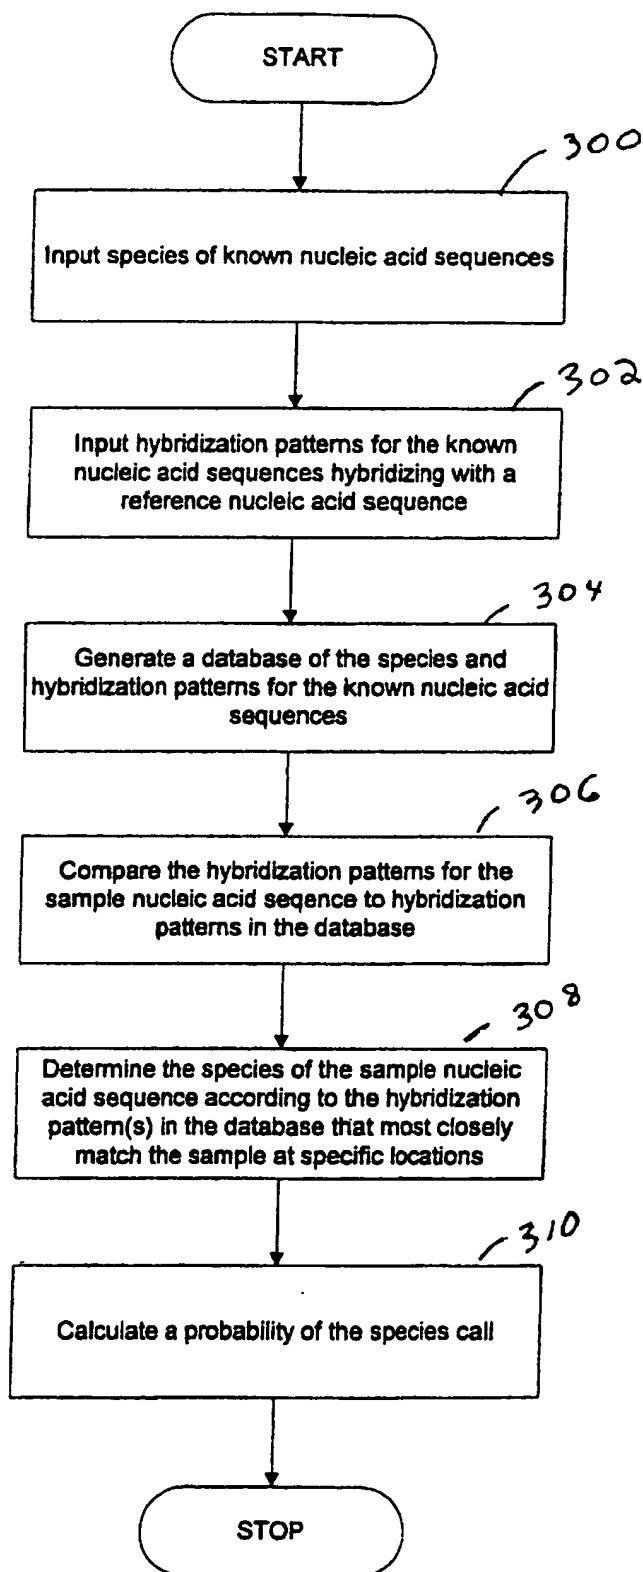 START
300
Input species of known nucleic acid sequences
302
Input hybridization patterns for the known
nucleic acid sequences hybridizing with a
reference nucleic acid sequence
304
Generate a database of the species and
hybridization patterns for the known nucleic acid
sequences
306
Compare the hybridization patterns for the
sample nucleic acid seqence to hybridization
patterns in the database
308
Determine the species of the sample nucleic
acid sequence according to the hybridization
pattern(s) in the database that most closely
match the sample at specific locations
310
Calculate a probability of the species call
STOP